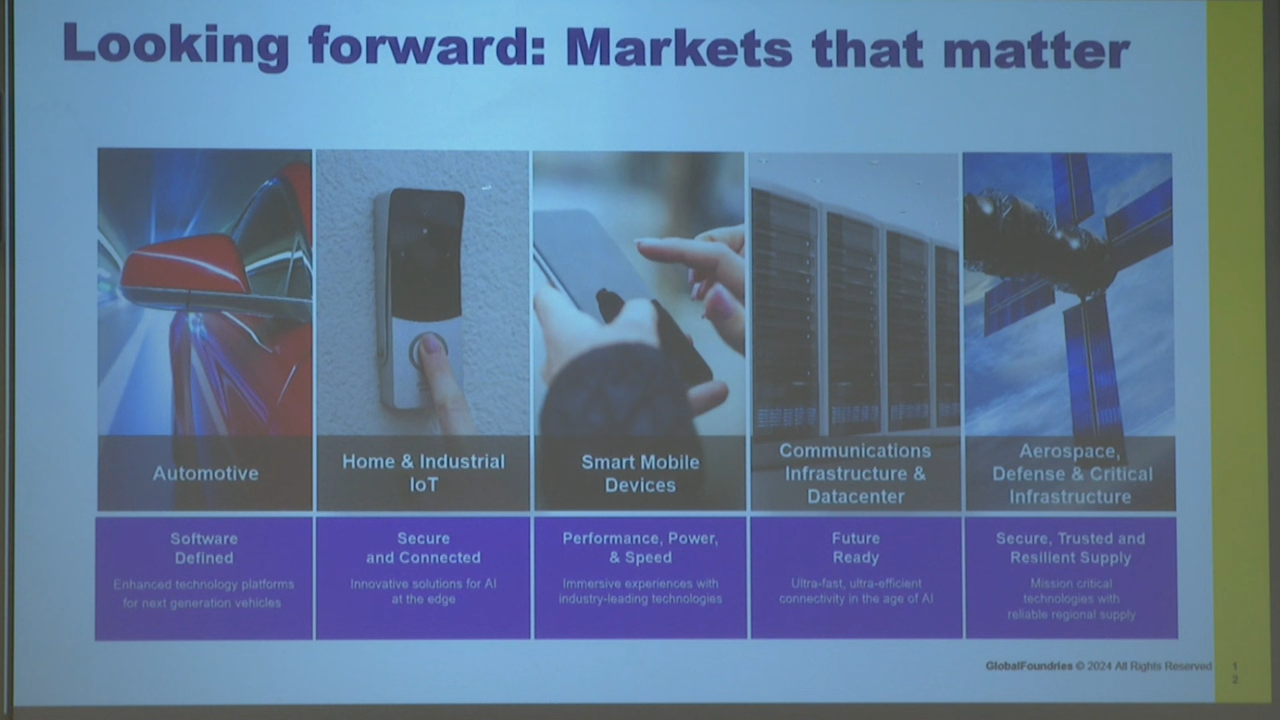 Looking forward: Markets that matter
Automotive
Home & Industrial
IoT
Smart Mobile
Devices
Communications
Infrastructure &
Datacenter
Aerospace,
Defense & Critical
Infrastructure
Software
Defined
Enhanced technology platforms
for next generation vehicles
Secure
and Connected
Innovative solutions for AI
at the edge
Performance, Power,
& Speed
Immersive experiences with
industry-leading technologies
Future
Ready
Ultra-fast, ultra-efficient
connectivity in the age of AI
Secure, Trusted and
Resilient Supply
Mission critical
technologies with
reliable regional supply
GlobalFoundries © 2024 All Rights Reserved
1
2